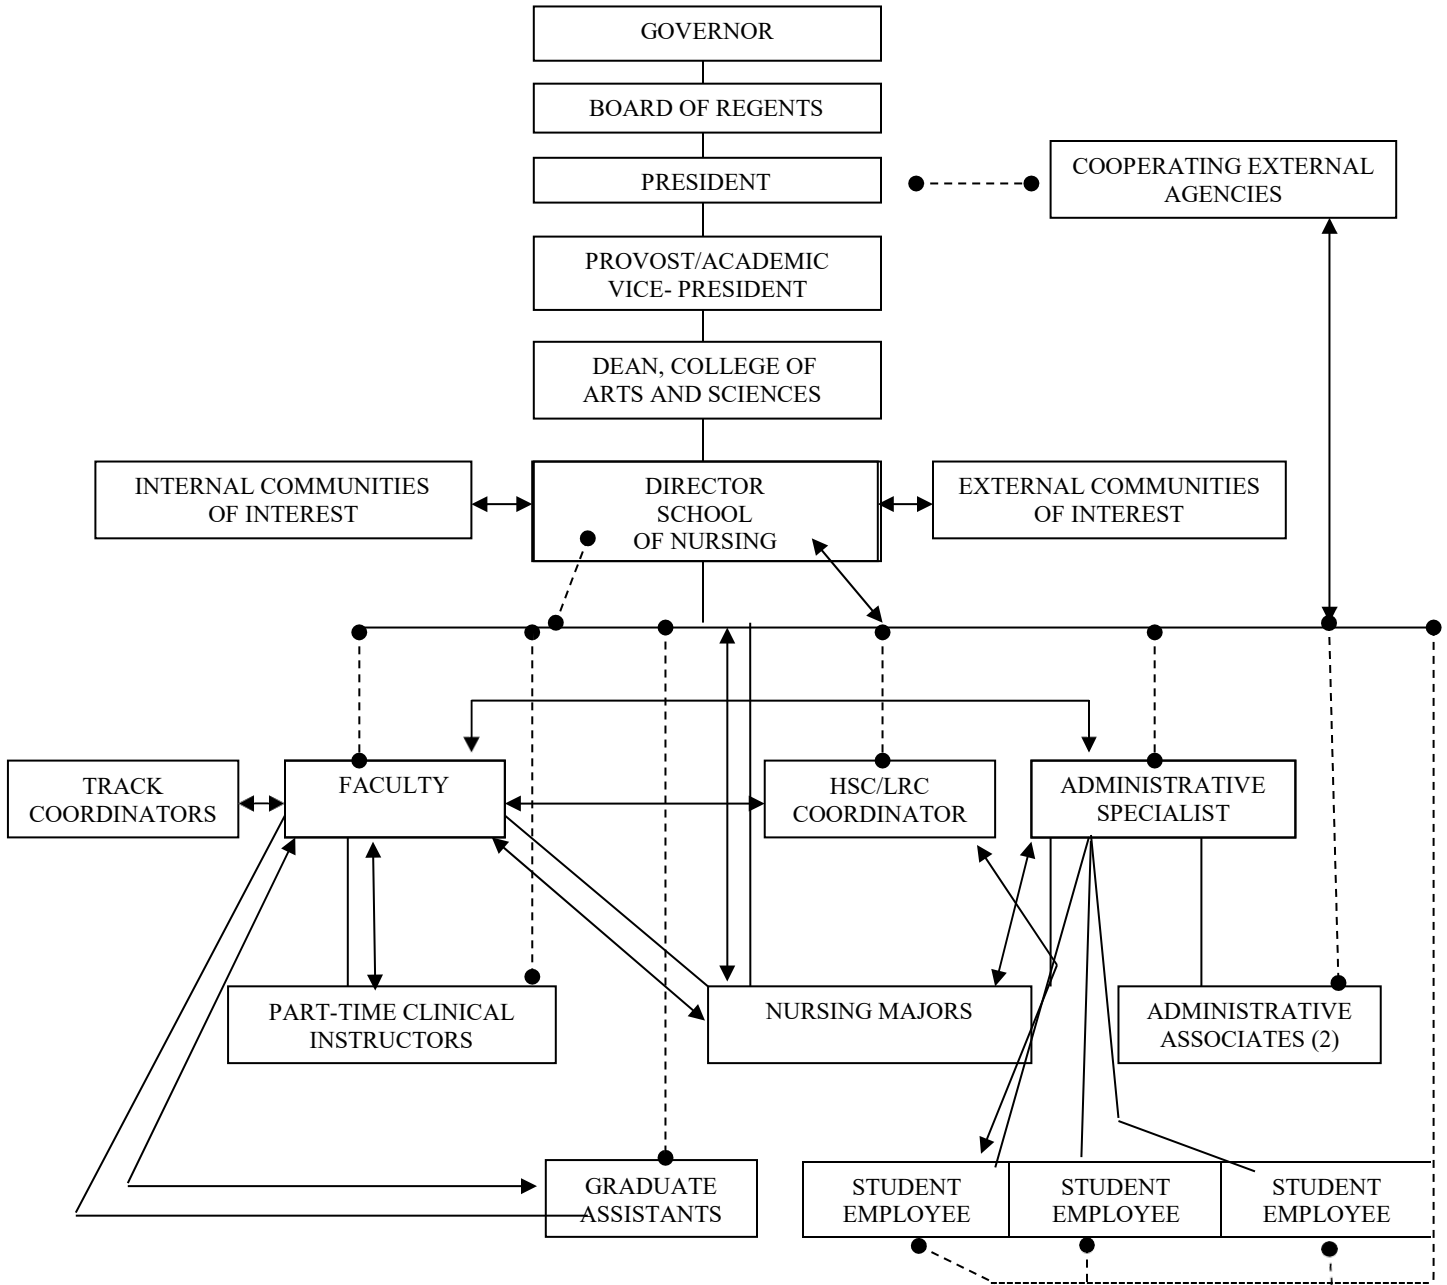 GOVERNOR
BOARD OF REGENTS
PRESIDENT
COOPERATING EXTERNAL
AGENCIES
PROVOST/ACADEMIC
VICE- PRESIDENT
DEAN, COLLEGE OF
ARTS AND SCIENCES
INTERNAL COMMUNITIES
OF INTEREST
DIRECTOR
SCHOOL
OF NURSING
EXTERNAL COMMUNITIES
OF INTEREST
TRACK
COORDINATORS
FACULTY
HSC/LRC
COORDINATOR
ADMINISTRATIVE
SPECIALIST
PART-TIME CLINICAL
INSTRUCTORS
NURSING MAJORS
ADMINISTRATIVE
ASSOCIATES (2)
GRADUATE
ASSISTANTS
STUDENT
EMPLOYEE
STUDENT
EMPLOYEE
STUDENT
EMPLOYEE